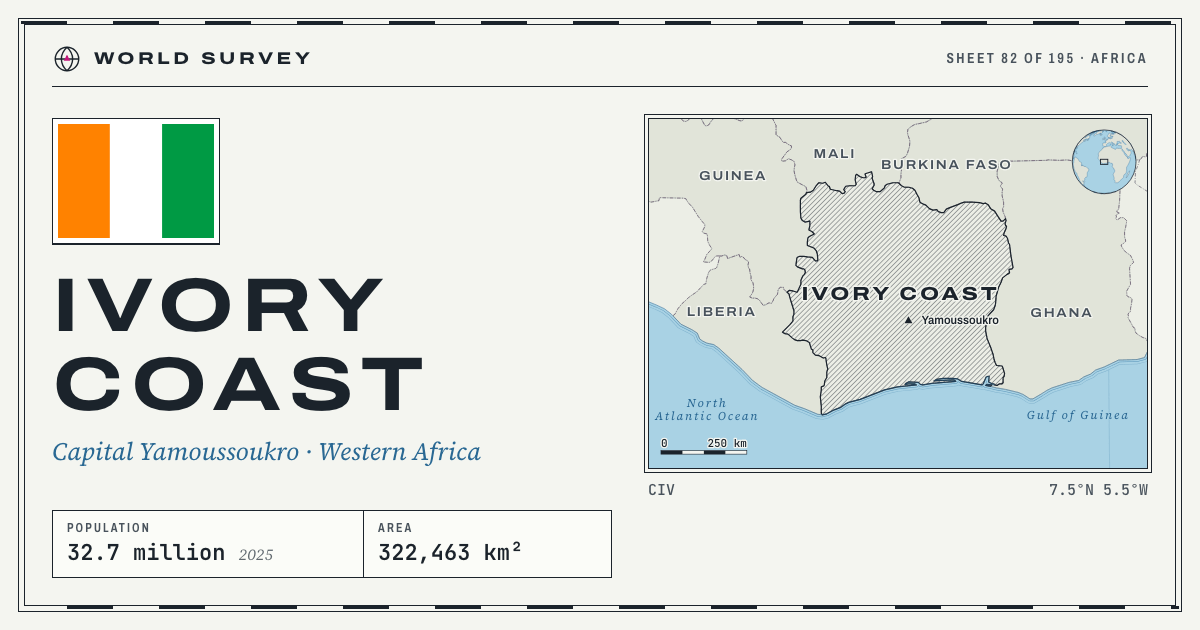 WORLD SURVEY
SHEET 82 OF 195 · AFRICA
IVORY
COAST
Capital Yamoussoukro · Western Africa
POPULATION
32.7 million 2025
AREA
322,463 km²
MALI
BURKINA FASO
GUINEA
IVORY COAST
LIBERIA
GHANA
Yamoussoukro
North
Atlantic Ocean
Gulf of Guinea
0 250 km
CIV
7.5°N 5.5°W